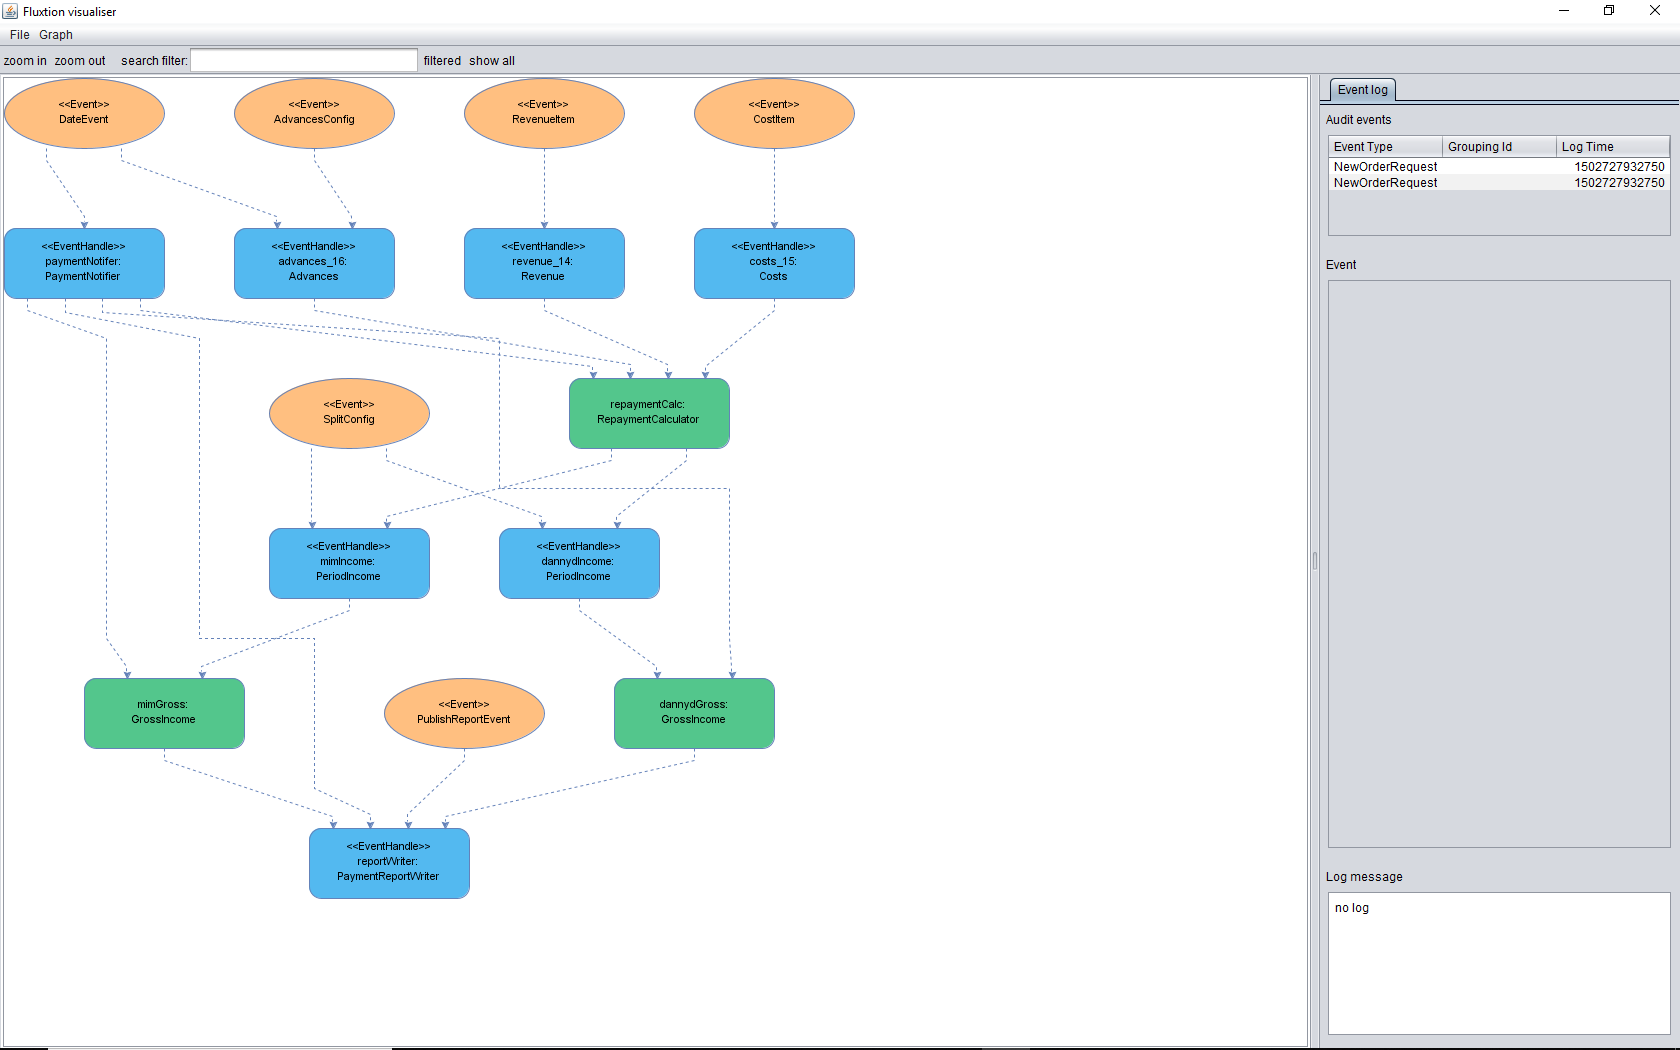 Fluxtion visualiser
File Graph
zoom in zoom out search filter: filtered show all
<<Event>>
DateEvent
<<Event>>
AdvancesConfig
<<Event>>
RevenueItem
<<Event>>
CostItem
<<EventHandle>>
paymentNotifer:
PaymentNotifier
<<EventHandle>>
advances_16:
Advances
<<EventHandle>>
revenue_14:
Revenue
<<EventHandle>>
costs_15:
Costs
<<Event>>
SplitConfig
repaymentCalc:
RepaymentCalculator
<<EventHandle>>
mimIncome:
PeriodIncome
<<EventHandle>>
dannydIncome:
PeriodIncome
mimGross:
GrossIncome
<<Event>>
PublishReportEvent
dannydGross:
GrossIncome
<<EventHandle>>
reportWriter:
PaymentReportWriter
Event log
Audit events
Event Type Grouping Id Log Time
NewOrderRequest 1502727932750
NewOrderRequest 1502727932750
Event
Log message
no log